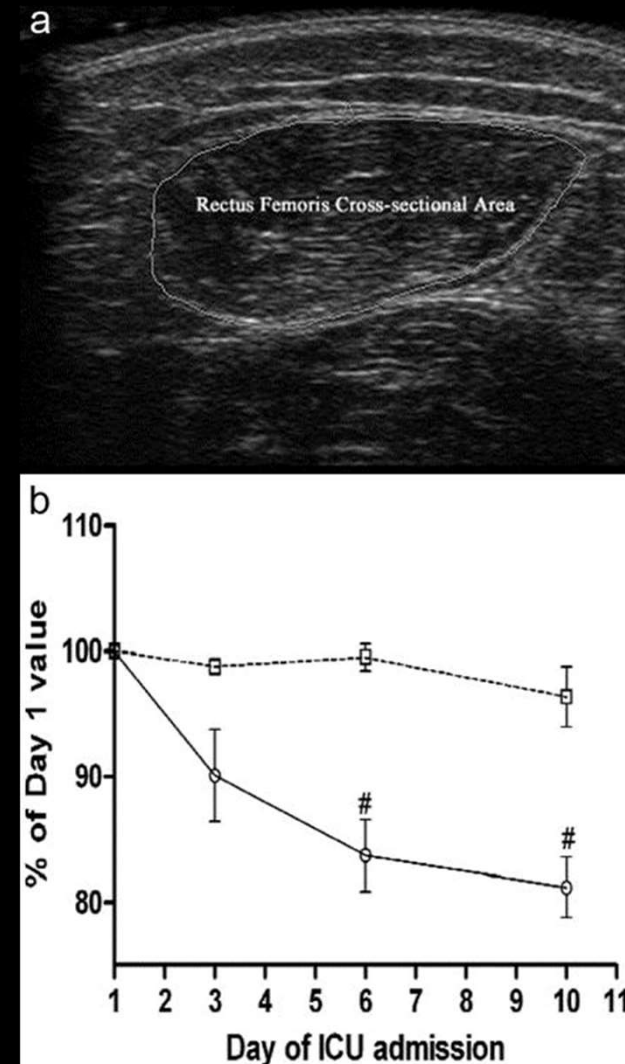 a
Rectus Femoris Cross-sectional Area
b
110
100
90
80
% of Day 1 value
#
#
1 2 3 4 5 6 7 8 9 10 11
Day of ICU admission